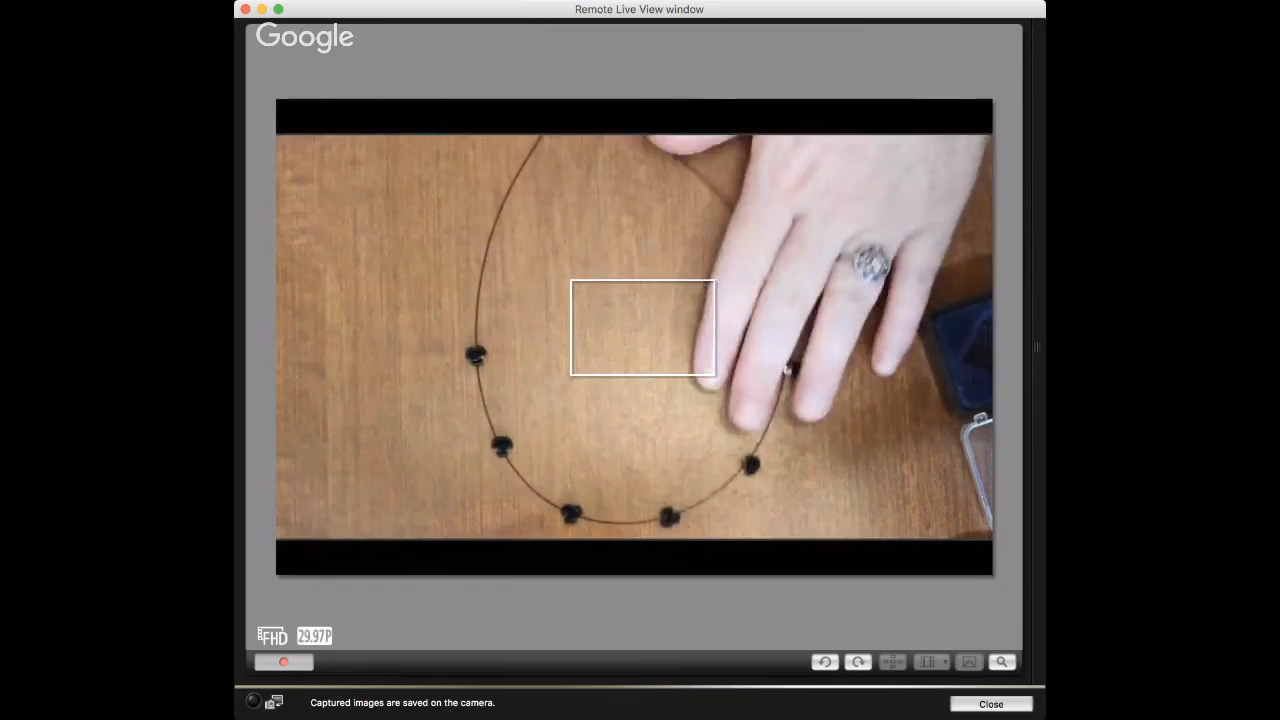 Remote Live View window
Google
FHD 29.97P
Captured images are saved on the camera.
Close